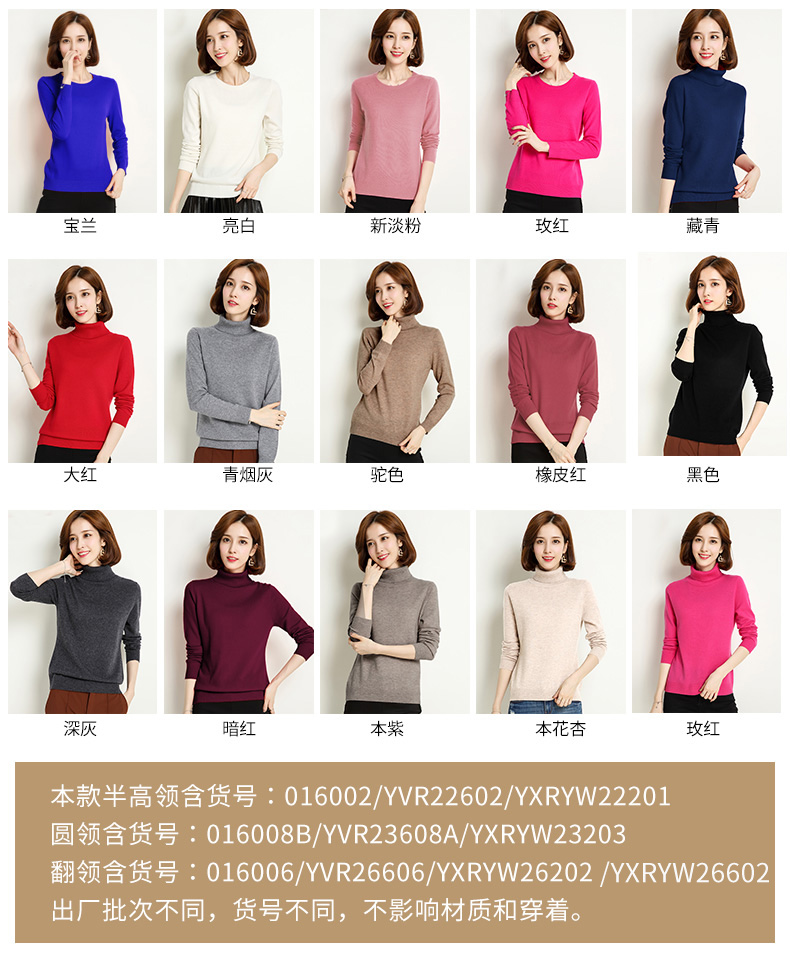 宝兰 亮白 新淡粉 玫红 藏青
大红 青烟灰 驼色 橡皮红 黑色
深灰 暗红 本紫 本花杏 玫红
本款半高领含货号：016002/YVR22602/YXRYW22201
圆领含货号：016008B/YVR23608A/YXRYW23203
翻领含货号：016006/YVR26606/YXRYW26202 /YXRYW26602
出厂批次不同，货号不同，不影响材质和穿着。